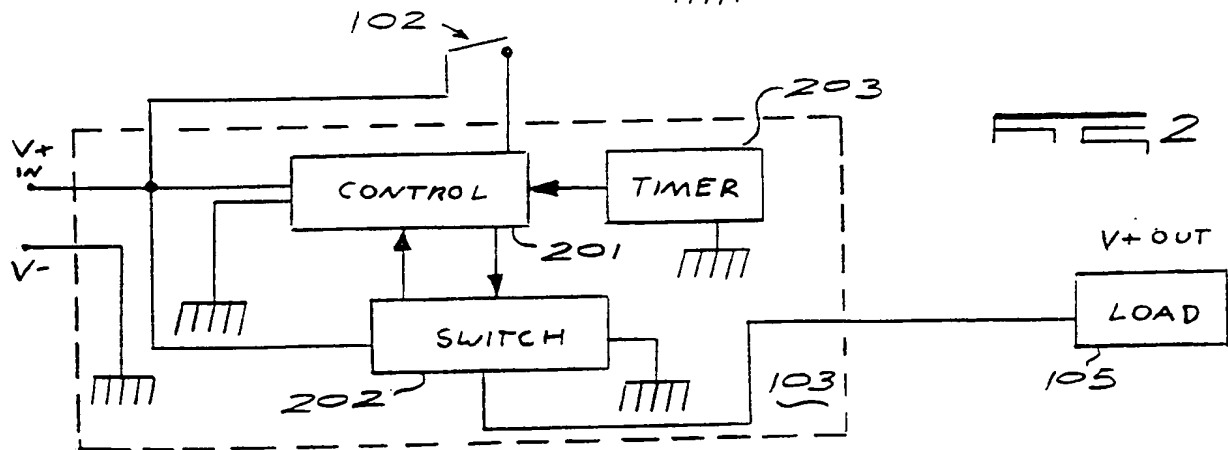 102
203
2
V+
IN
CONTROL
TIMER
V-
201
V+ OUT
SWITCH
LOAD
202
103
105